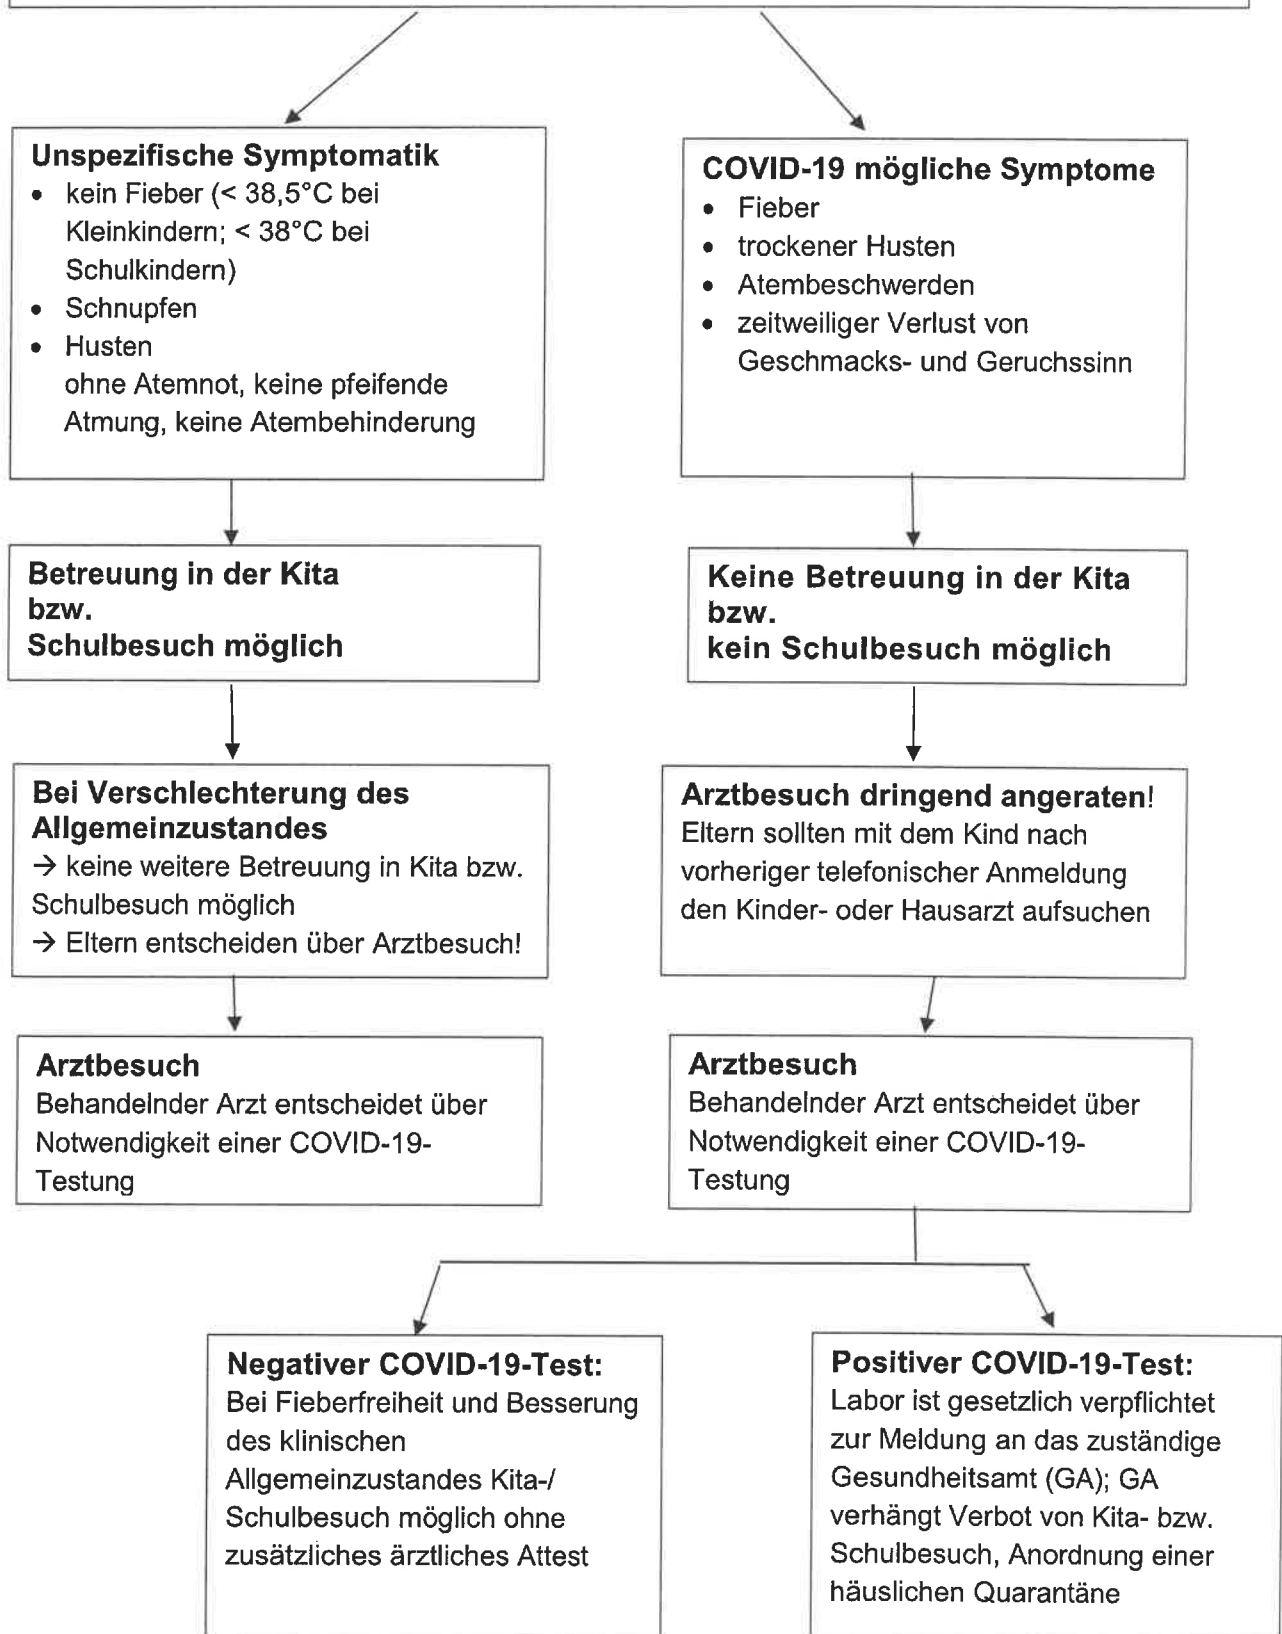 Unspezifische Symptomatik
• kein Fieber (< 38,5°C bei
Kleinkindern; < 38°C bei
Schulkindern)
• Schnupfen
• Husten
ohne Atemnot, keine pfeifende
Atmung, keine Atembehinderung
COVID-19 mögliche Symptome
• Fieber
• trockener Husten
• Atembeschwerden
• zeitweiliger Verlust von
Geschmacks- und Geruchssinn
Betreuung in der Kita
bzw.
Schulbesuch möglich
Keine Betreuung in der Kita
bzw.
kein Schulbesuch möglich
Bei Verschlechterung des
Allgemeinzustandes
→ keine weitere Betreuung in Kita bzw.
Schulbesuch möglich
→ Eltern entscheiden über Arztbesuch!
Arztbesuch dringend angeraten!
Eltern sollten mit dem Kind nach
vorheriger telefonischer Anmeldung
den Kinder- oder Hausarzt aufsuchen
Arztbesuch
Behandelnder Arzt entscheidet über
Notwendigkeit einer COVID-19-
Testung
Arztbesuch
Behandelnder Arzt entscheidet über
Notwendigkeit einer COVID-19-
Testung
Negativer COVID-19-Test:
Bei Fieberfreiheit und Besserung
des klinischen
Allgemeinzustandes Kita-/
Schulbesuch möglich ohne
zusätzliches ärztliches Attest
Positiver COVID-19-Test:
Labor ist gesetzlich verpflichtet
zur Meldung an das zuständige
Gesundheitsamt (GA); GA
verhängt Verbot von Kita- bzw.
Schulbesuch, Anordnung einer
häuslichen Quarantäne